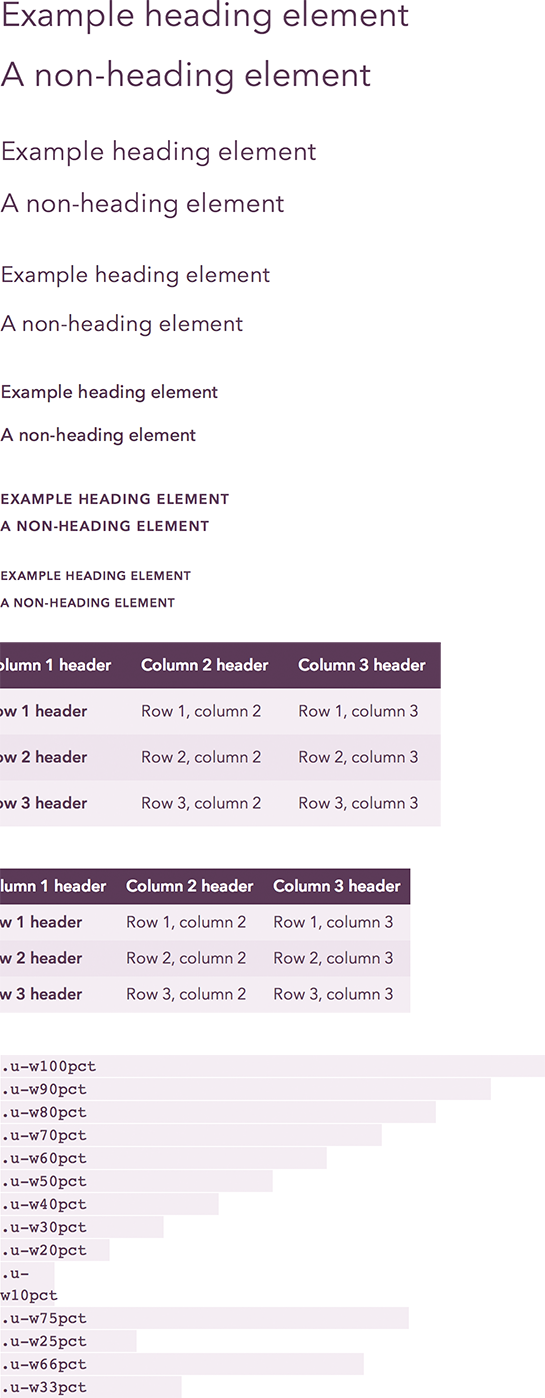 Example heading element
A non-heading element
Example heading element
A non-heading element
Example heading element
A non-heading element
Example heading element
A non-heading element
EXAMPLE HEADING ELEMENT
A NON-HEADING ELEMENT
EXAMPLE HEADING ELEMENT
A NON-HEADING ELEMENT
olumn 1 header Column 2 header Column 3 header
ow 1 header Row 1, column 2 Row 1, column 3
ow 2 header Row 2, column 2 Row 2, column 3
ow 3 header Row 3, column 2 Row 3, column 3
lumn 1 header Column 2 header Column 3 header
w 1 header Row 1, column 2 Row 1, column 3
w 2 header Row 2, column 2 Row 2, column 3
w 3 header Row 3, column 2 Row 3, column 3
.u-w100pct
.u-w90pct
.u-w80pct
.u-w70pct
.u-w60pct
.u-w50pct
.u-w40pct
.u-w30pct
.u-w20pct
.u-
w10pct
.u-w75pct
.u-w25pct
.u-w66pct
.u-w33pct